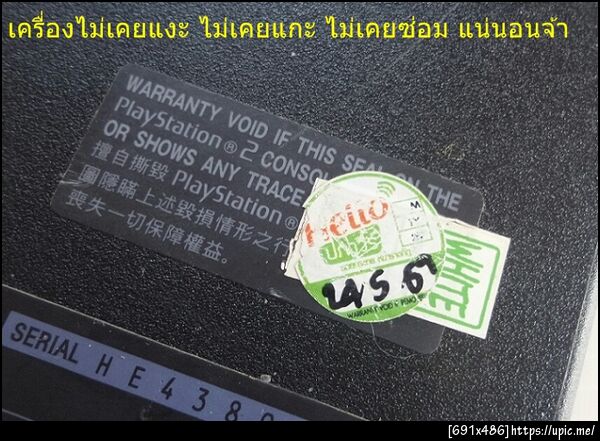 เครื่องไม่เคยแงะ ไม่เคยแกะ ไม่เคยซ่อม แน่นอนจ้า
WARRANTY VOID IF THIS SEAL ON THE
PlayStation® 2 CONSOL
OR SHOWS ANY TRACE
擅自撕毀 PlayStation®
圖隱瞞上述毀損情形之行
喪失一切保障權益。
Hello
M
WHITE
WARRANTY VOID
SERIAL H E 4 3 8
[691x486]https://upic.me/